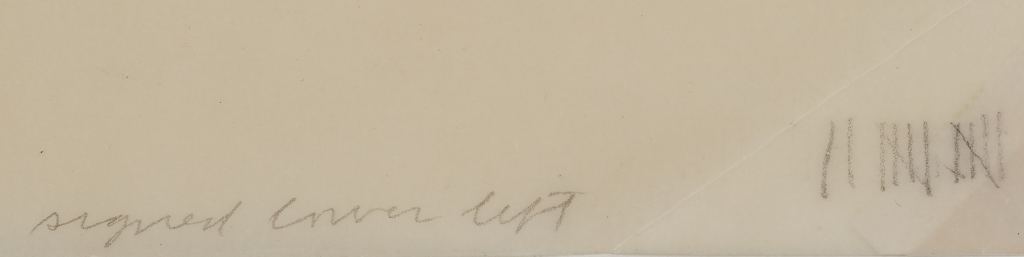 signed lower left